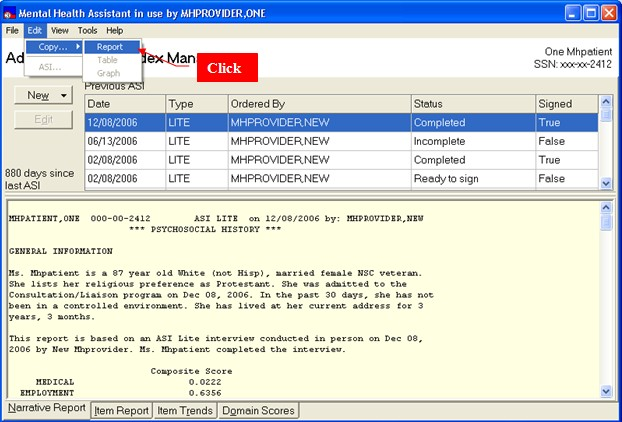 Mental Health Assistant in use by MHPROVIDER,ONE
File Edit View Tools Help
Copy... Report
Table
ASI... Graph
Click
One Mhpatient
SSN: xxx-xx-2412
Previous ASI
New
Edit
Date Type Ordered By Status Signed
12/08/2006 LITE MHPROVIDER,NEW Completed True
06/13/2006 LITE MHPROVIDER,NEW Incomplete False
02/08/2006 LITE MHPROVIDER,NEW Completed True
02/08/2006 LITE MHPROVIDER,NEW Ready to sign False
880 days since
last ASI
MHPATIENT,ONE 000-00-2412 ASI LITE on 12/08/2006 by: MHPROVIDER,NEW
*** PSYCHOSOCIAL HISTORY ***
GENERAL INFORMATION
Ms. Mhpatient is a 87 year old White (not Hisp), married female NSC veteran.
She lists her religious preference as Protestant. She was admitted to the
Consultation/Liaison program on Dec 08, 2006. In the past 30 days, she has not
been in a controlled environment. She has lived at her current address for 3
years, 3 months.
This report is based on an ASI Lite interview conducted in person on Dec 08,
2006 by New Mhprovider. Ms. Mhpatient completed the interview.
Composite Score
MEDICAL 0.0222
EMPLOYMENT 0.6356
Narrative Report Item Report Item Trends Domain Scores